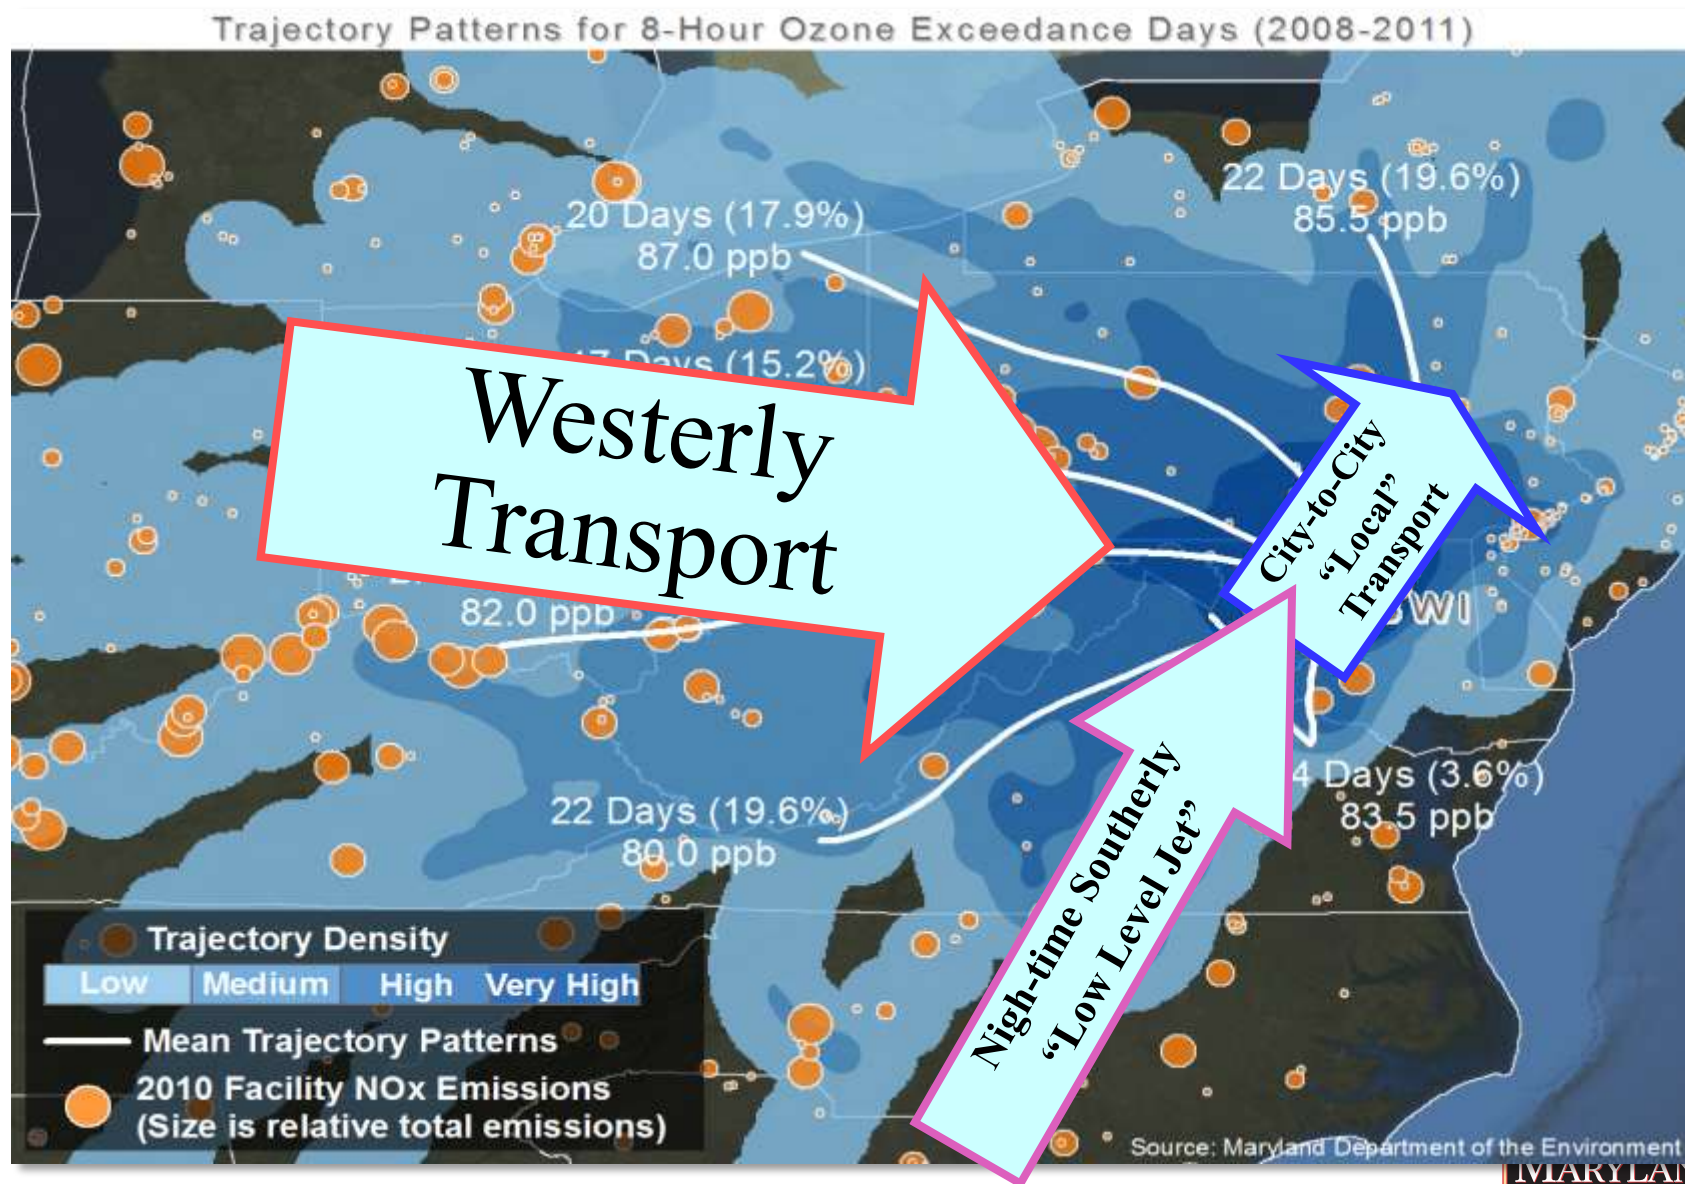 Trajectory Patterns for 8-Hour Ozone Exceedance Days (2008-2011)
22 Days (19.6%)
85.5 ppb
20 Days (17.9%)
87.0 ppb
Days (15.2%)
Westerly
Transport
City-to-City
“Local”
Transport
82.0 ppb
4 Days (3.6%)
83.5 ppb
22 Days (19.6%)
80.0 ppb
Nigh-time Southerly
“Low Level Jet”
Trajectory Density
Low Medium High Very High
Mean Trajectory Patterns
2010 Facility NOx Emissions
(Size is relative total emissions)
Source: Maryland Department of the Environment